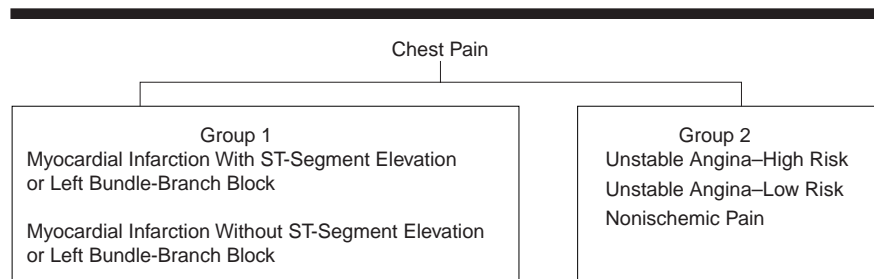 Chest Pain
Group 1
Myocardial Infarction With ST-Segment Elevation
or Left Bundle-Branch Block
Myocardial Infarction Without ST-Segment Elevation
or Left Bundle-Branch Block
Group 2
Unstable Angina–High Risk
Unstable Angina–Low Risk
Nonischemic Pain